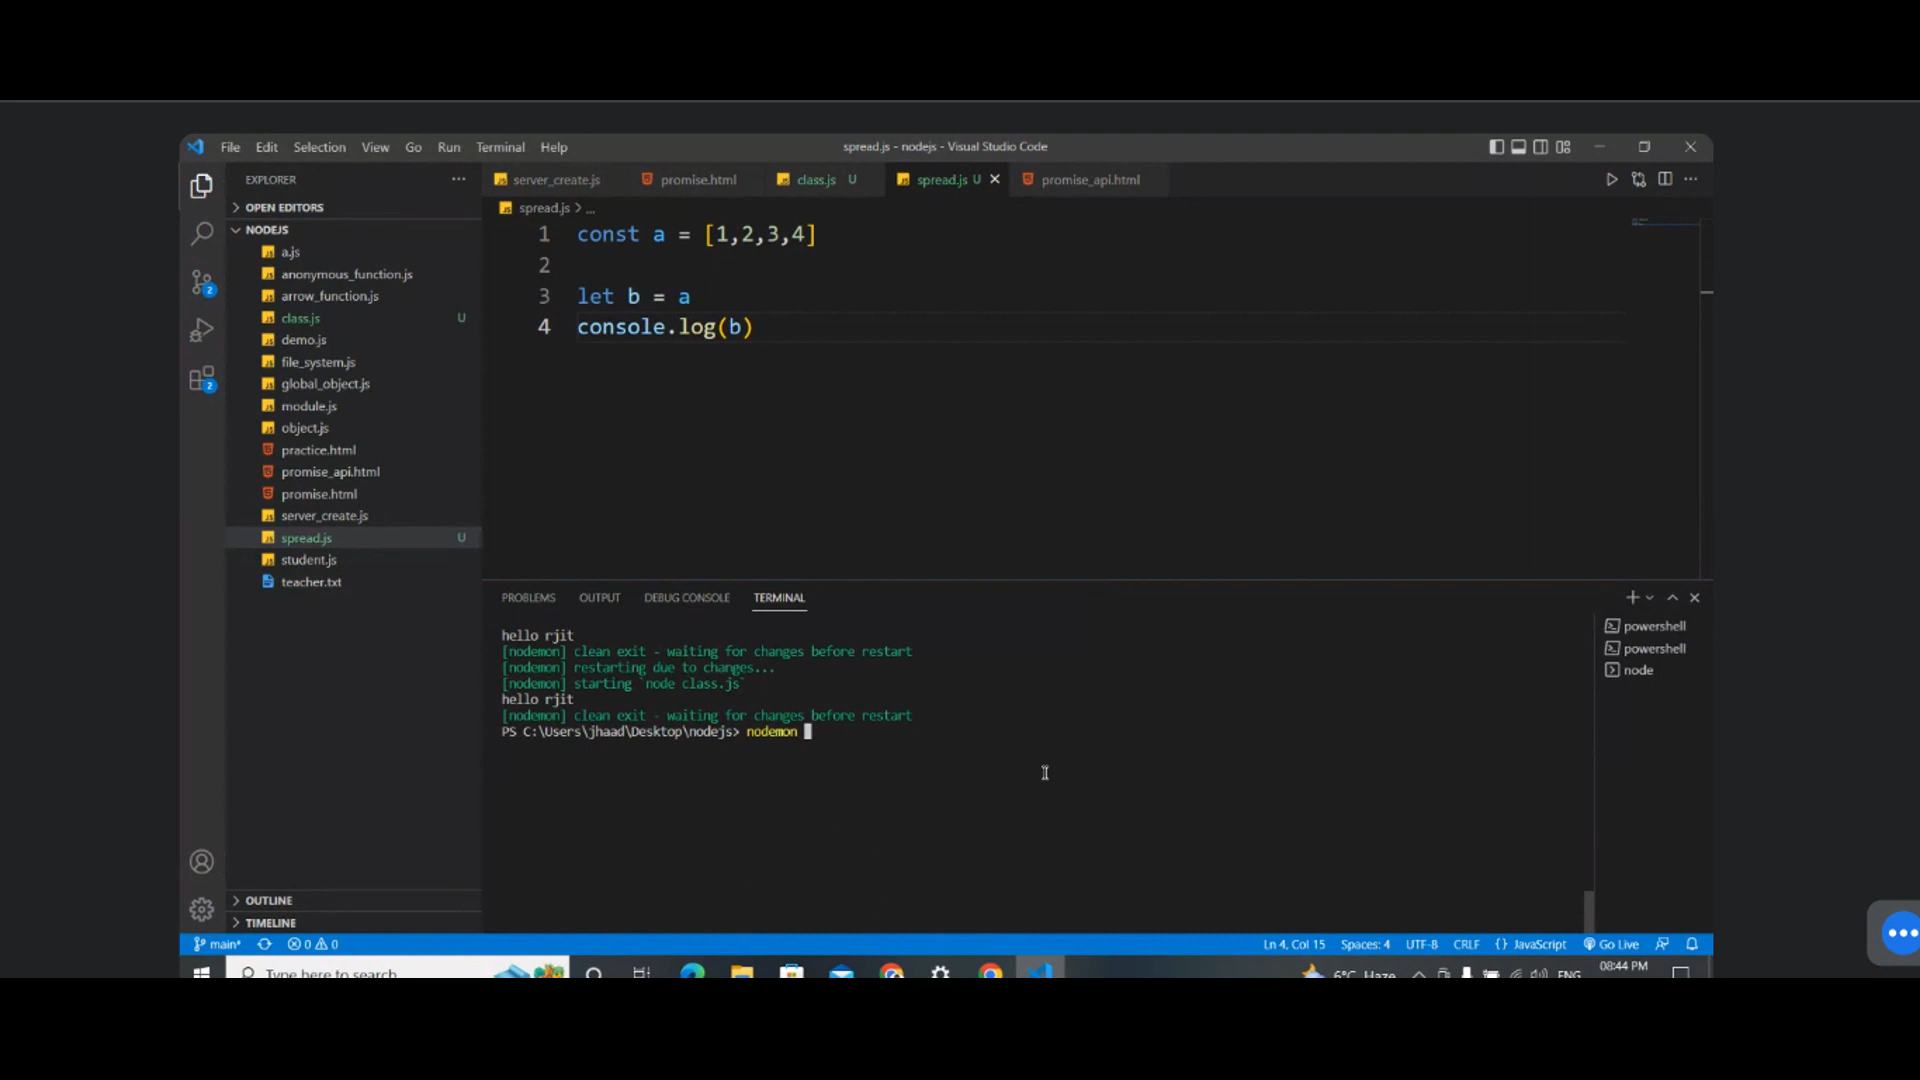 File Edit Selection View Go Run Terminal Help
spread.js - nodejs - Visual Studio Code
EXPLORER
server_create.js
promise.html
class.js U
spread.js U
promise_api.html
OPEN EDITORS
spread.js > ...
NODEJS
a.js
anonymous_function.js
arrow_function.js
class.js U
demo.js
file_system.js
global_object.js
module.js
object.js
practice.html
promise_api.html
promise.html
server_create.js
spread.js U
student.js
teacher.txt
OUTLINE
TIMELINE
2
2
1 const a = [1,2,3,4]
2
3 let b = a
4 console.log(b)
PROBLEMS OUTPUT DEBUG CONSOLE TERMINAL
hello rjit
[nodemon] clean exit - waiting for changes before restart
[nodemon] restarting due to changes...
[nodemon] starting `node class.js`
hello rjit
[nodemon] clean exit - waiting for changes before restart
PS C:\Users\jhaad\Desktop\nodejs> nodemon
powershell
powershell
node
main* 0 0
Ln 4, Col 15 Spaces: 4 UTF-8 CRLF {} JavaScript Go Live
Type here to search
6°C Haze ENG 08:44 PM